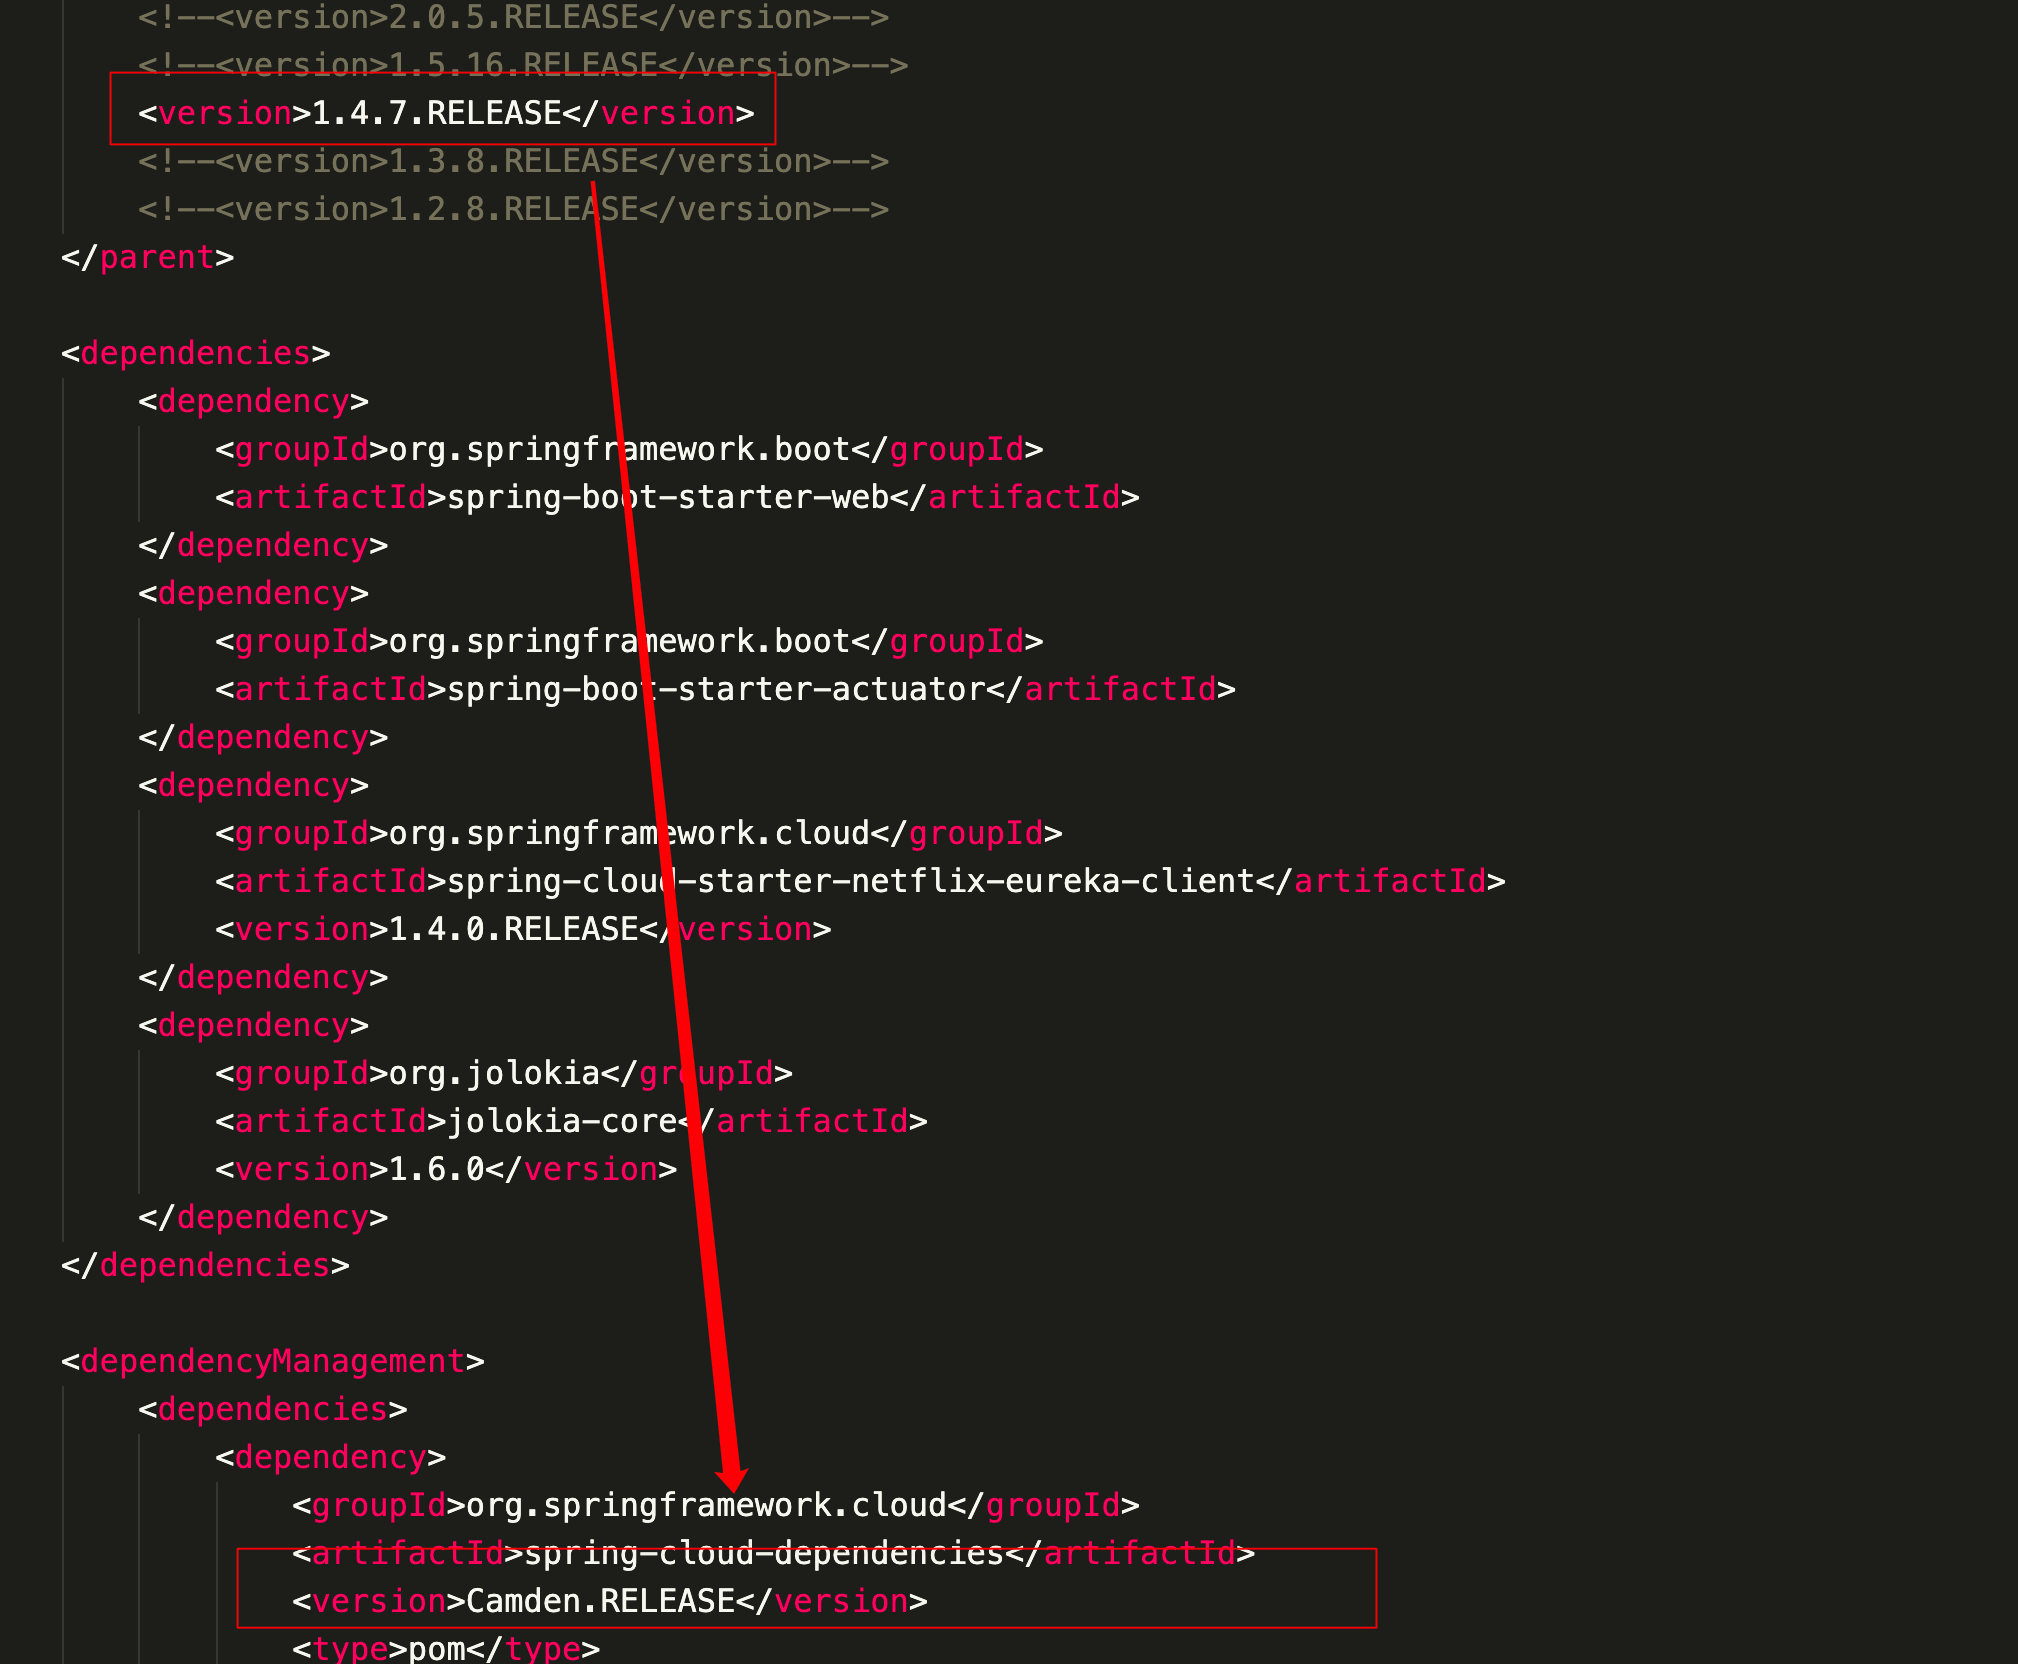 <!--<version>2.0.5.RELEASE</version>-->
<!--<version>1.5.16.RELEASE</version>-->
<version>1.4.7.RELEASE</version>
<!--<version>1.3.8.RELEASE</version>-->
<!--<version>1.2.8.RELEASE</version>-->
</parent>
<dependencies>
<dependency>
<groupId>org.springframework.boot</groupId>
<artifactId>spring-boot-starter-web</artifactId>
</dependency>
<dependency>
<groupId>org.springframework.boot</groupId>
<artifactId>spring-boot-starter-actuator</artifactId>
</dependency>
<dependency>
<groupId>org.springframework.cloud</groupId>
<artifactId>spring-cloud-starter-netflix-eureka-client</artifactId>
<version>1.4.0.RELEASE</version>
</dependency>
<dependency>
<groupId>org.jolokia</groupId>
<artifactId>jolokia-core</artifactId>
<version>1.6.0</version>
</dependency>
</dependencies>
<dependencyManagement>
<dependencies>
<dependency>
<groupId>org.springframework.cloud</groupId>
<artifactId>spring-cloud-dependencies</artifactId>
<version>Camden.RELEASE</version>
<type>pom</type>